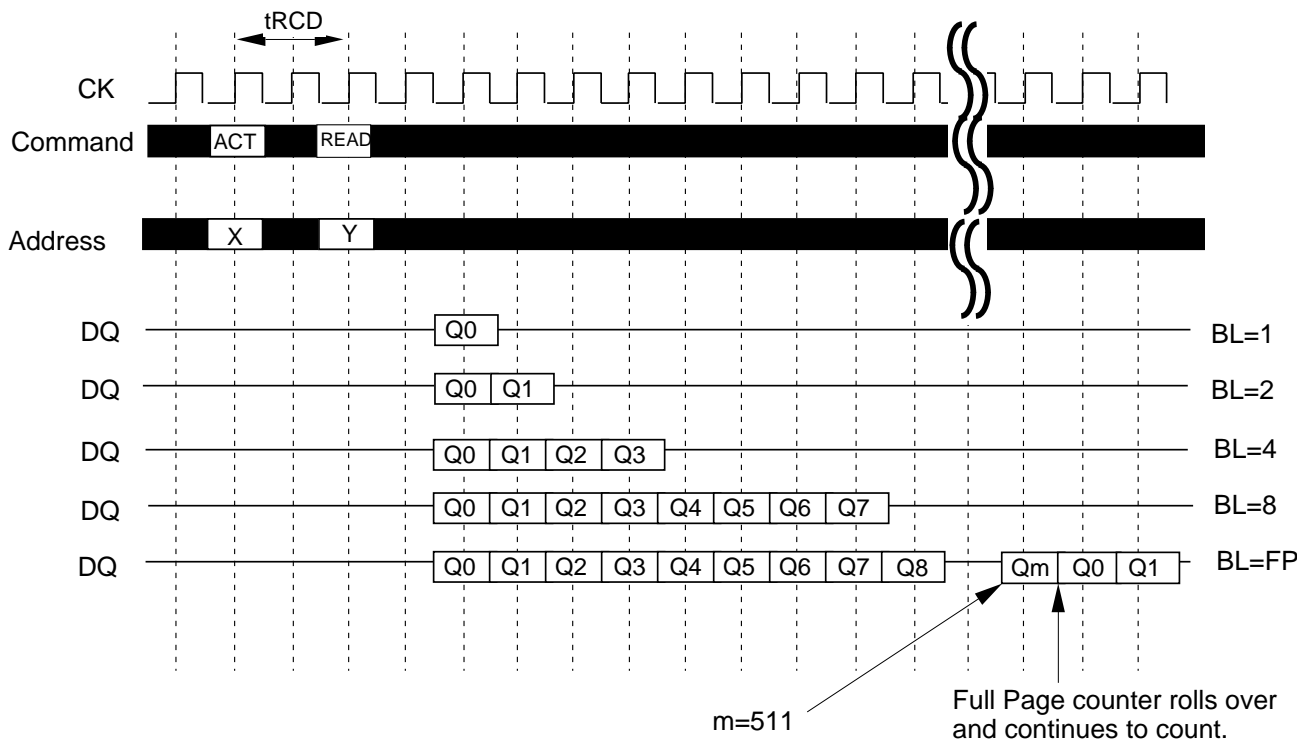 tRCD
CK
Command ACT READ
Address X Y
DQ Q0 BL=1
DQ Q0 Q1 BL=2
DQ Q0 Q1 Q2 Q3 BL=4
DQ Q0 Q1 Q2 Q3 Q4 Q5 Q6 Q7 BL=8
DQ Q0 Q1 Q2 Q3 Q4 Q5 Q6 Q7 Q8 Qm Q0 Q1 BL=FP
m=511
Full Page counter rolls over
and continues to count.